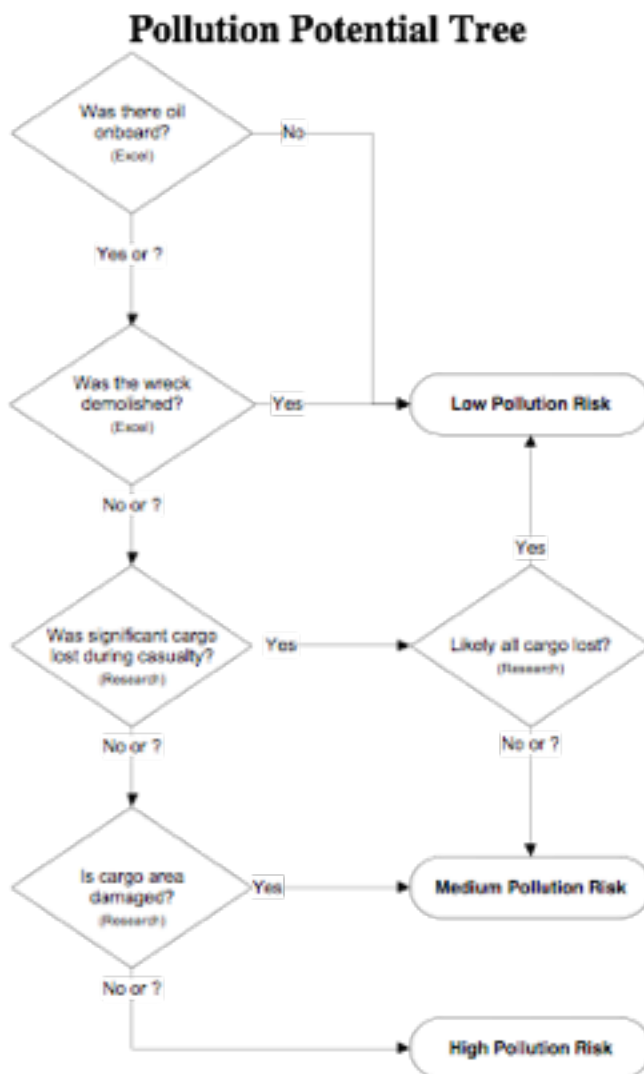 Pollution Potential Tree
Was there oil
onboard?
(Excel)
No
Yes or ?
Was the wreck
demolished?
(Excel)
Yes
Low Pollution Risk
No or ?
Yes
Was significant cargo
lost during casualty?
(Research)
Yes
Likely all cargo lost?
(Research)
No or ?
No or ?
Is cargo area
damaged?
(Research)
Yes
Medium Pollution Risk
No or ?
High Pollution Risk